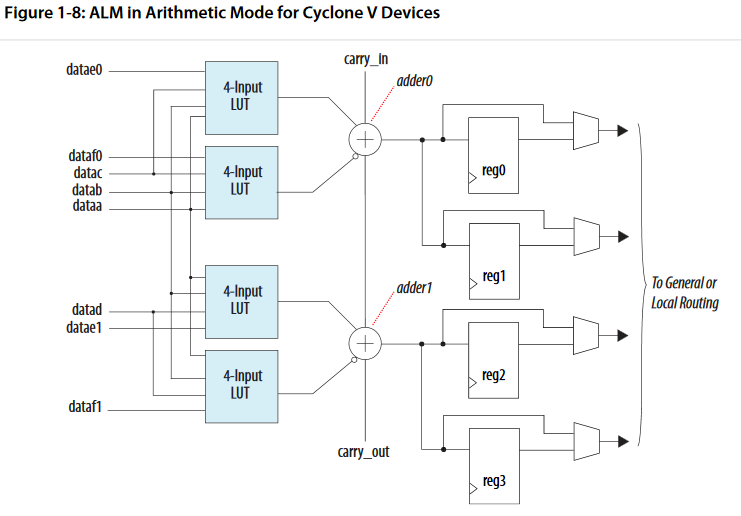 Figure 1-8: ALM in Arithmetic Mode for Cyclone V Devices
carry_in
adder0
datae0
4-Input
LUT
dataf0
datac
datab
dataa
4-Input
LUT
reg0
reg1
To General or
Local Routing
adder1
4-Input
LUT
datad
datae1
4-Input
LUT
dataf1
reg2
carry_out
reg3